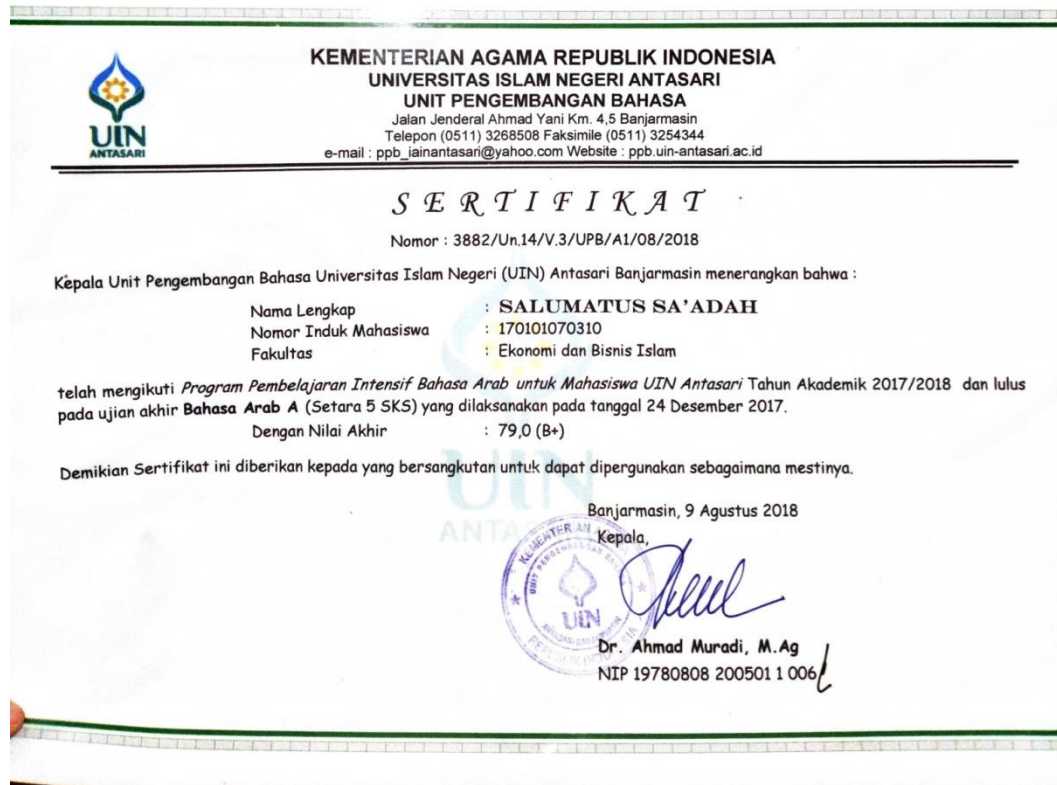 KEMENTERIAN AGAMA REPUBLIK INDONESIA
UNIVERSITAS ISLAM NEGERI ANTASARI
UNIT PENGEMBANGAN BAHASA
Jalan Jenderal Ahmad Yani Km. 4,5 Banjarmasin
Telepon (0511) 3268508 Faksimile (0511) 3254344
e-mail : ppb_iainantasari@yahoo.com Website : ppb.uin-antasari.ac.id
UIN
ANTASARI
SERTIFIKAT
Nomor : 3882/Un.14/V.3/UPB/A1/08/2018
Kepala Unit Pengembangan Bahasa Universitas Islam Negeri (UIN) Antasari Banjarmasin menerangkan bahwa :
Nama Lengkap : SALUMATUS SA'ADAH
Nomor Induk Mahasiswa : 170101070310
Fakultas : Ekonomi dan Bisnis Islam
telah mengikuti Program Pembelajaran Intensif Bahasa Arab untuk Mahasiswa UIN Antasari Tahun Akademik 2017/2018 dan lulus
pada ujian akhir Bahasa Arab A (Setara 5 SKS) yang dilaksanakan pada tanggal 24 Desember 2017.
Dengan Nilai Akhir : 79,0 (B+)
Demikian Sertifikat ini diberikan kepada yang bersangkutan untuk dapat dipergunakan sebagaimana mestinya.
UIN
Banjarmasin, 9 Agustus 2018
Kepala,
UIN
Dr. Ahmad Muradi, M.Ag
NIP 19780808 200501 1 006